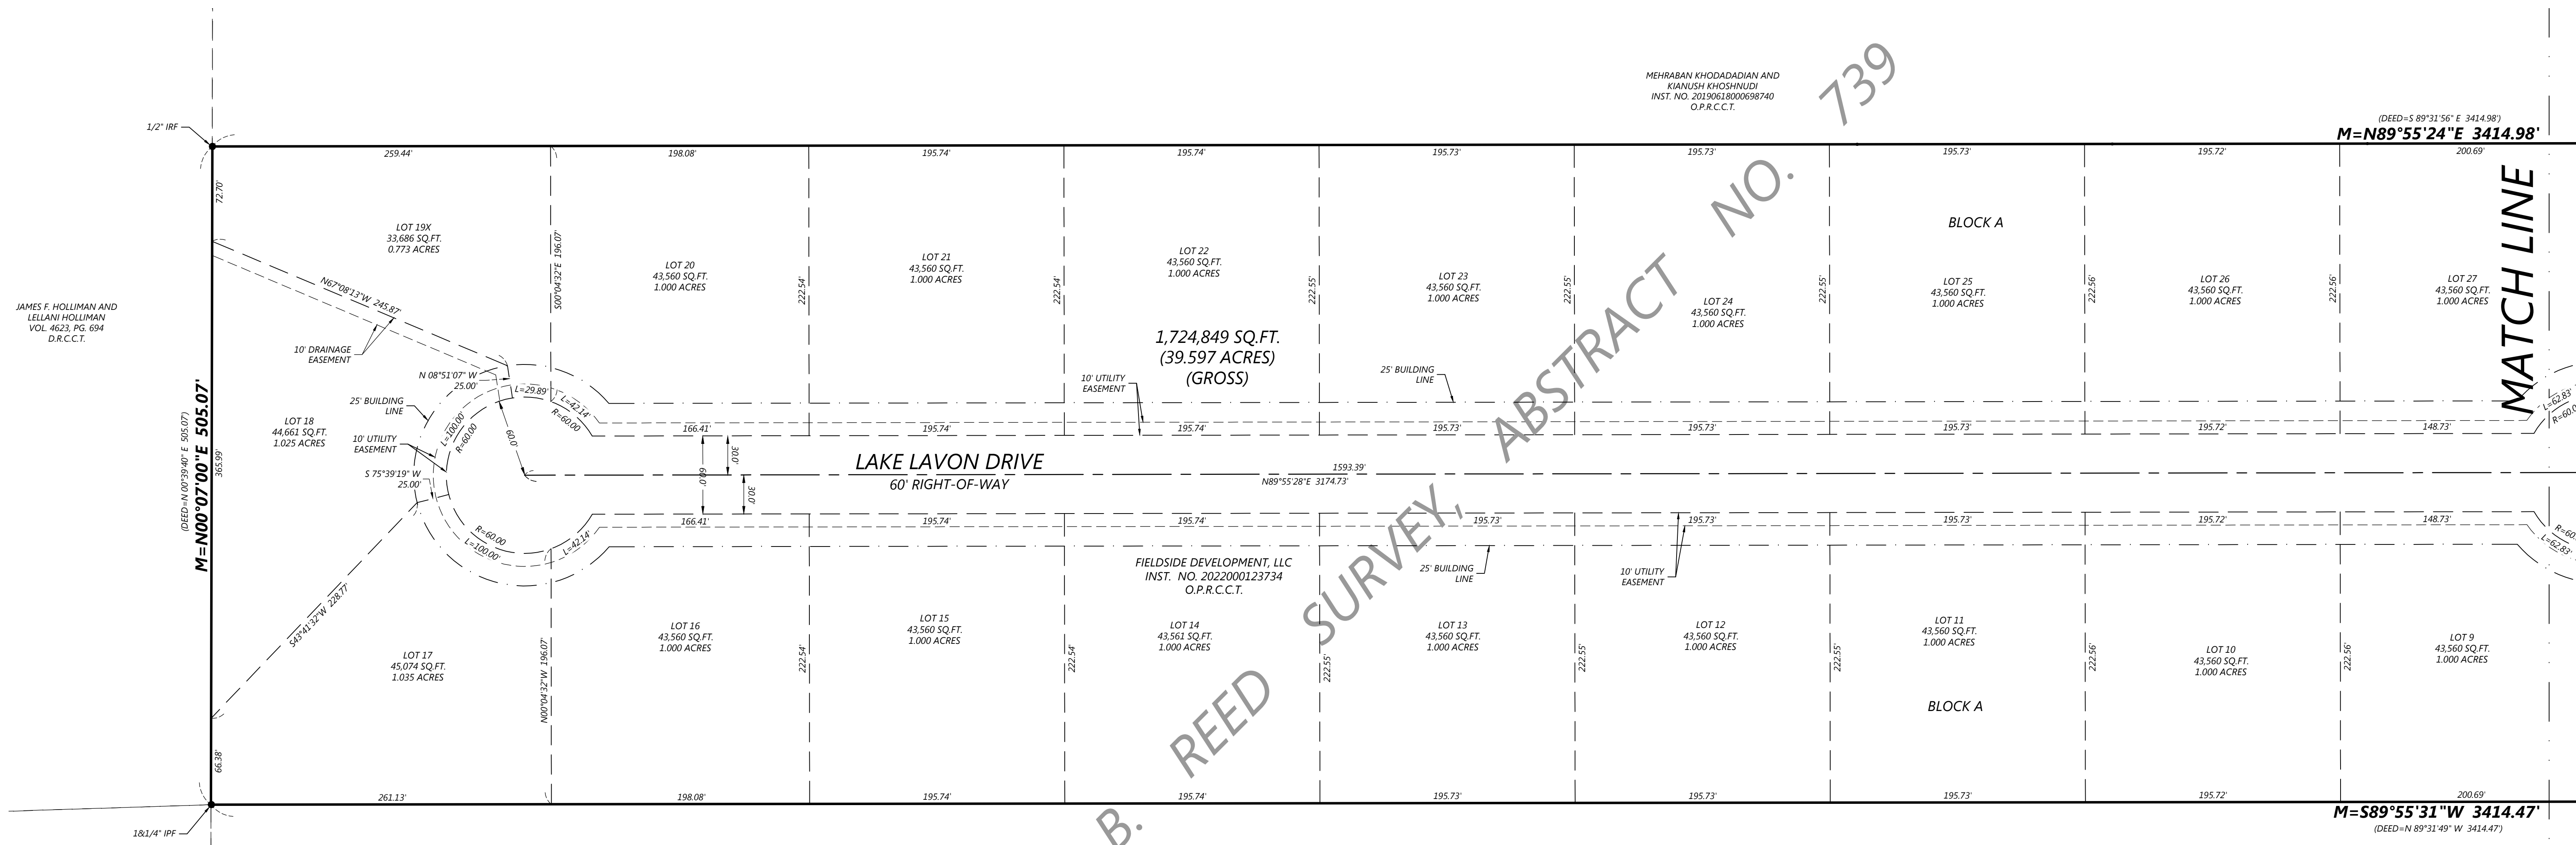 MEHRABAN KHODADADIAN AND
KIANUSH KHOSHNUDI
INST. NO. 20190618000698740
O.P.R.C.C.T.
(DEED=S 89°31'56" E 3414.98')
M=N89°55'24"E 3414.98'
1/2" IRF
259.44'
198.08'
195.74'
195.74'
195.73'
195.73'
195.73'
195.72'
200.69'
72.70'
LOT 19X
33,686 SQ.FT.
0.773 ACRES
S00°04'32"E 196.07'
LOT 20
43,560 SQ.FT.
1.000 ACRES
222.54'
LOT 21
43,560 SQ.FT.
1.000 ACRES
222.54'
LOT 22
43,560 SQ.FT.
1.000 ACRES
222.55'
LOT 23
43,560 SQ.FT.
1.000 ACRES
222.55'
LOT 24
43,560 SQ.FT.
1.000 ACRES
222.55'
BLOCK A
LOT 25
43,560 SQ.FT.
1.000 ACRES
222.56'
LOT 26
43,560 SQ.FT.
1.000 ACRES
222.56'
LOT 27
43,560 SQ.FT.
1.000 ACRES
MATCH LINE
JAMES F. HOLLIMAN AND
LELLANI HOLLIMAN
VOL. 4623, PG. 694
D.R.C.C.T.
N67°08'13"W 245.87'
10' DRAINAGE
EASEMENT
1,724,849 SQ.FT.
(39.597 ACRES)
(GROSS)
N 08°51'07" W
25.00'
L=29.89'
L=42.14'
R=60.00
25' BUILDING
LINE
10' UTILITY
EASEMENT
25' BUILDING
LINE
L=62.83'
R=60.0
(DEED=N 00°39'40" E 505.07')
M=N00°07'00"E 505.07'
365.99'
LOT 18
44,661 SQ.FT.
1.025 ACRES
10' UTILITY
EASEMENT
L=100.00'
R=60.00
60.0'
S 75°39'19" W
25.00'
166.41'
195.74'
195.74'
195.73'
195.73'
195.73'
195.72'
148.73'
30.0'
60.0'
30.0'
LAKE LAVON DRIVE
60' RIGHT-OF-WAY
1593.39'
N89°55'28"E 3174.73'
166.41'
195.74'
195.74'
195.73'
195.73'
195.73'
195.72'
148.73'
R=60.00
L=100.00'
L=42.14'
R=60.
L=62.83'
FIELDSIDE DEVELOPMENT, LLC
INST. NO. 2022000123734
O.P.R.C.C.T.
25' BUILDING
LINE
10' UTILITY
EASEMENT
S43°41'32"W 228.77'
LOT 17
45,074 SQ.FT.
1.035 ACRES
N00°04'32"W 196.07'
LOT 16
43,560 SQ.FT.
1.000 ACRES
222.54'
LOT 15
43,560 SQ.FT.
1.000 ACRES
222.54'
LOT 14
43,561 SQ.FT.
1.000 ACRES
222.55'
LOT 13
43,560 SQ.FT.
1.000 ACRES
222.55'
LOT 12
43,560 SQ.FT.
1.000 ACRES
222.55'
LOT 11
43,560 SQ.FT.
1.000 ACRES
222.56'
LOT 10
43,560 SQ.FT.
1.000 ACRES
222.56'
LOT 9
43,560 SQ.FT.
1.000 ACRES
BLOCK A
66.38'
261.13'
198.08'
195.74'
195.74'
195.73'
195.73'
195.73'
195.72'
200.69'
1&1/4" IPF
M=S89°55'31"W 3414.47'
(DEED=N 89°31'49" W 3414.47')
B. REED SURVEY, ABSTRACT NO. 739